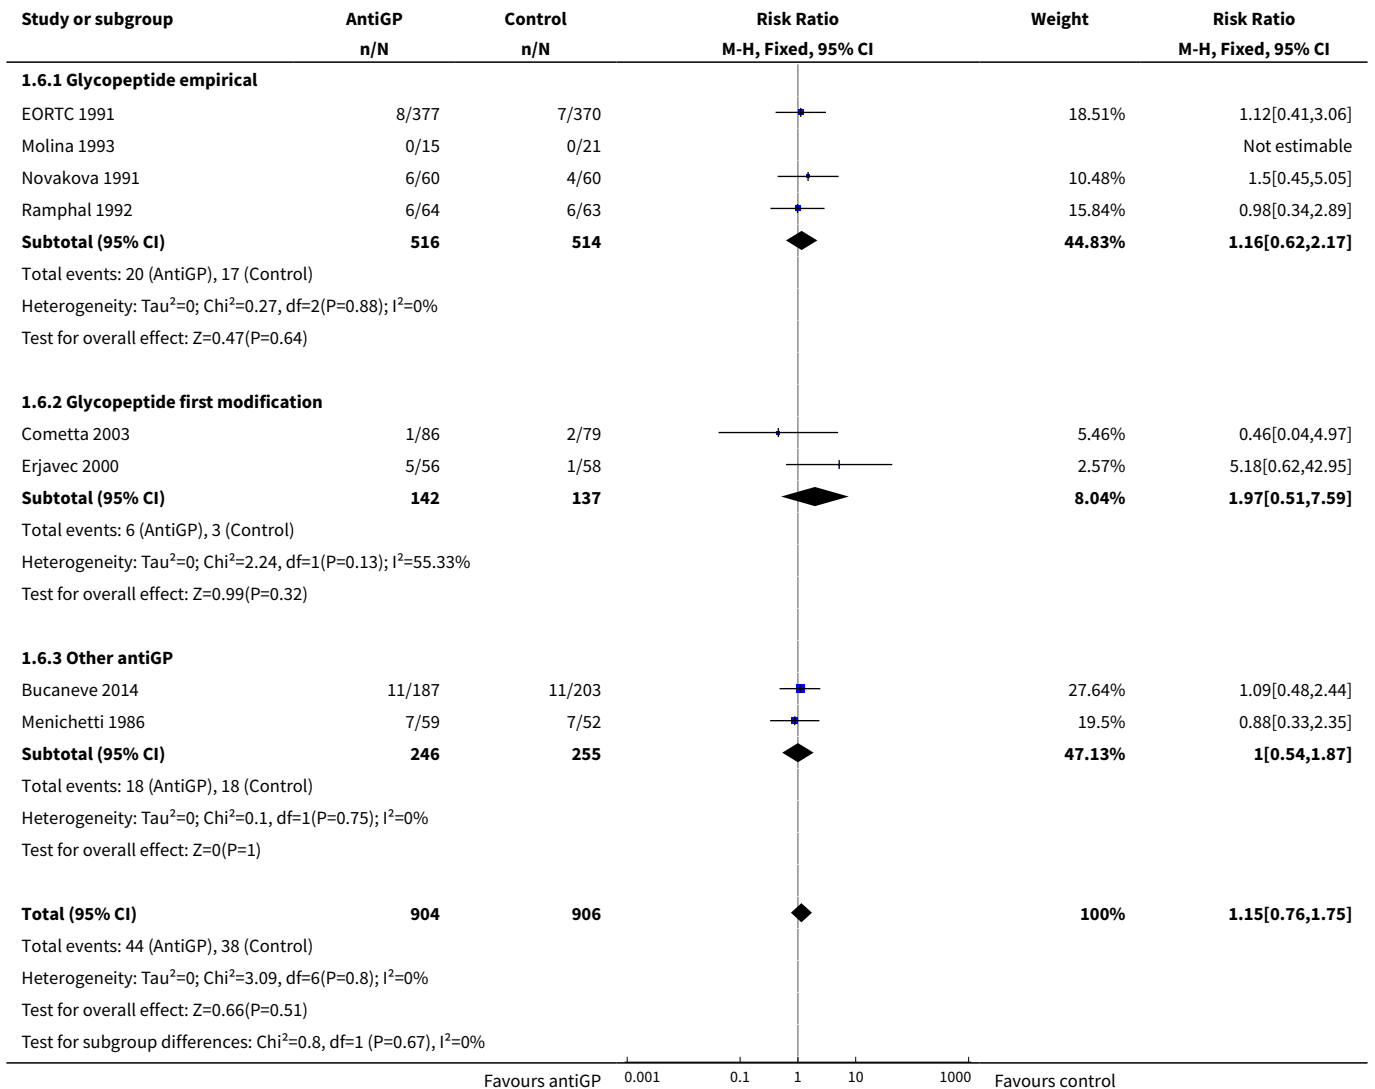 Study or subgroup AntiGP Control Risk Ratio Weight Risk Ratio
n/N n/N M-H, Fixed, 95% CI M-H, Fixed, 95% CI
1.6.1 Glycopeptide empirical
EORTC 1991 8/377 7/370 18.51% 1.12[0.41,3.06]
Molina 1993 0/15 0/21 Not estimable
Novakova 1991 6/60 4/60 10.48% 1.5[0.45,5.05]
Ramphal 1992 6/64 6/63 15.84% 0.98[0.34,2.89]
Subtotal (95% CI) 516 514 44.83% 1.16[0.62,2.17]
Total events: 20 (AntiGP), 17 (Control)
Heterogeneity: Tau²=0; Chi²=0.27, df=2(P=0.88); I²=0%
Test for overall effect: Z=0.47(P=0.64)
1.6.2 Glycopeptide first modification
Cometta 2003 1/86 2/79 5.46% 0.46[0.04,4.97]
Erjavec 2000 5/56 1/58 2.57% 5.18[0.62,42.95]
Subtotal (95% CI) 142 137 8.04% 1.97[0.51,7.59]
Total events: 6 (AntiGP), 3 (Control)
Heterogeneity: Tau²=0; Chi²=2.24, df=1(P=0.13); I²=55.33%
Test for overall effect: Z=0.99(P=0.32)
1.6.3 Other antiGP
Bucaneve 2014 11/187 11/203 27.64% 1.09[0.48,2.44]
Menichetti 1986 7/59 7/52 19.5% 0.88[0.33,2.35]
Subtotal (95% CI) 246 255 47.13% 1[0.54,1.87]
Total events: 18 (AntiGP), 18 (Control)
Heterogeneity: Tau²=0; Chi²=0.1, df=1(P=0.75); I²=0%
Test for overall effect: Z=0(P=1)
Total (95% CI) 904 906 100% 1.15[0.76,1.75]
Total events: 44 (AntiGP), 38 (Control)
Heterogeneity: Tau²=0; Chi²=3.09, df=6(P=0.8); I²=0%
Test for overall effect: Z=0.66(P=0.51)
Test for subgroup differences: Chi²=0.8, df=1 (P=0.67), I²=0%
Favours antiGP 0.001 0.1 1 10 1000 Favours control